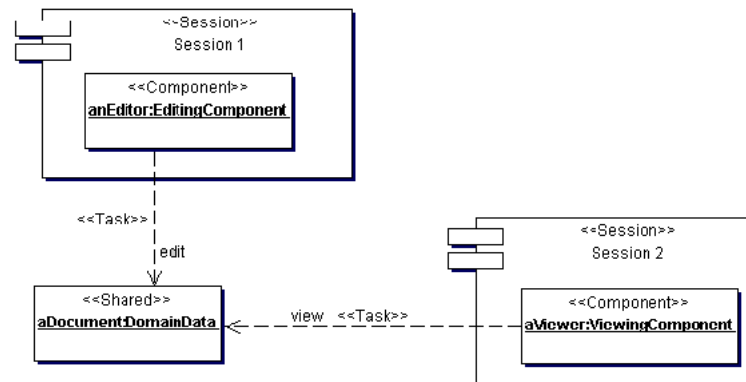 <<Session>>
Session 1
<<Component>>
anEditor:EditingComponent
<<Task>>
edit
<<Session>>
Session 2
<<Shared>>
aDocument:DomainData
view <<Task>>
<<Component>>
aViewer:ViewingComponent